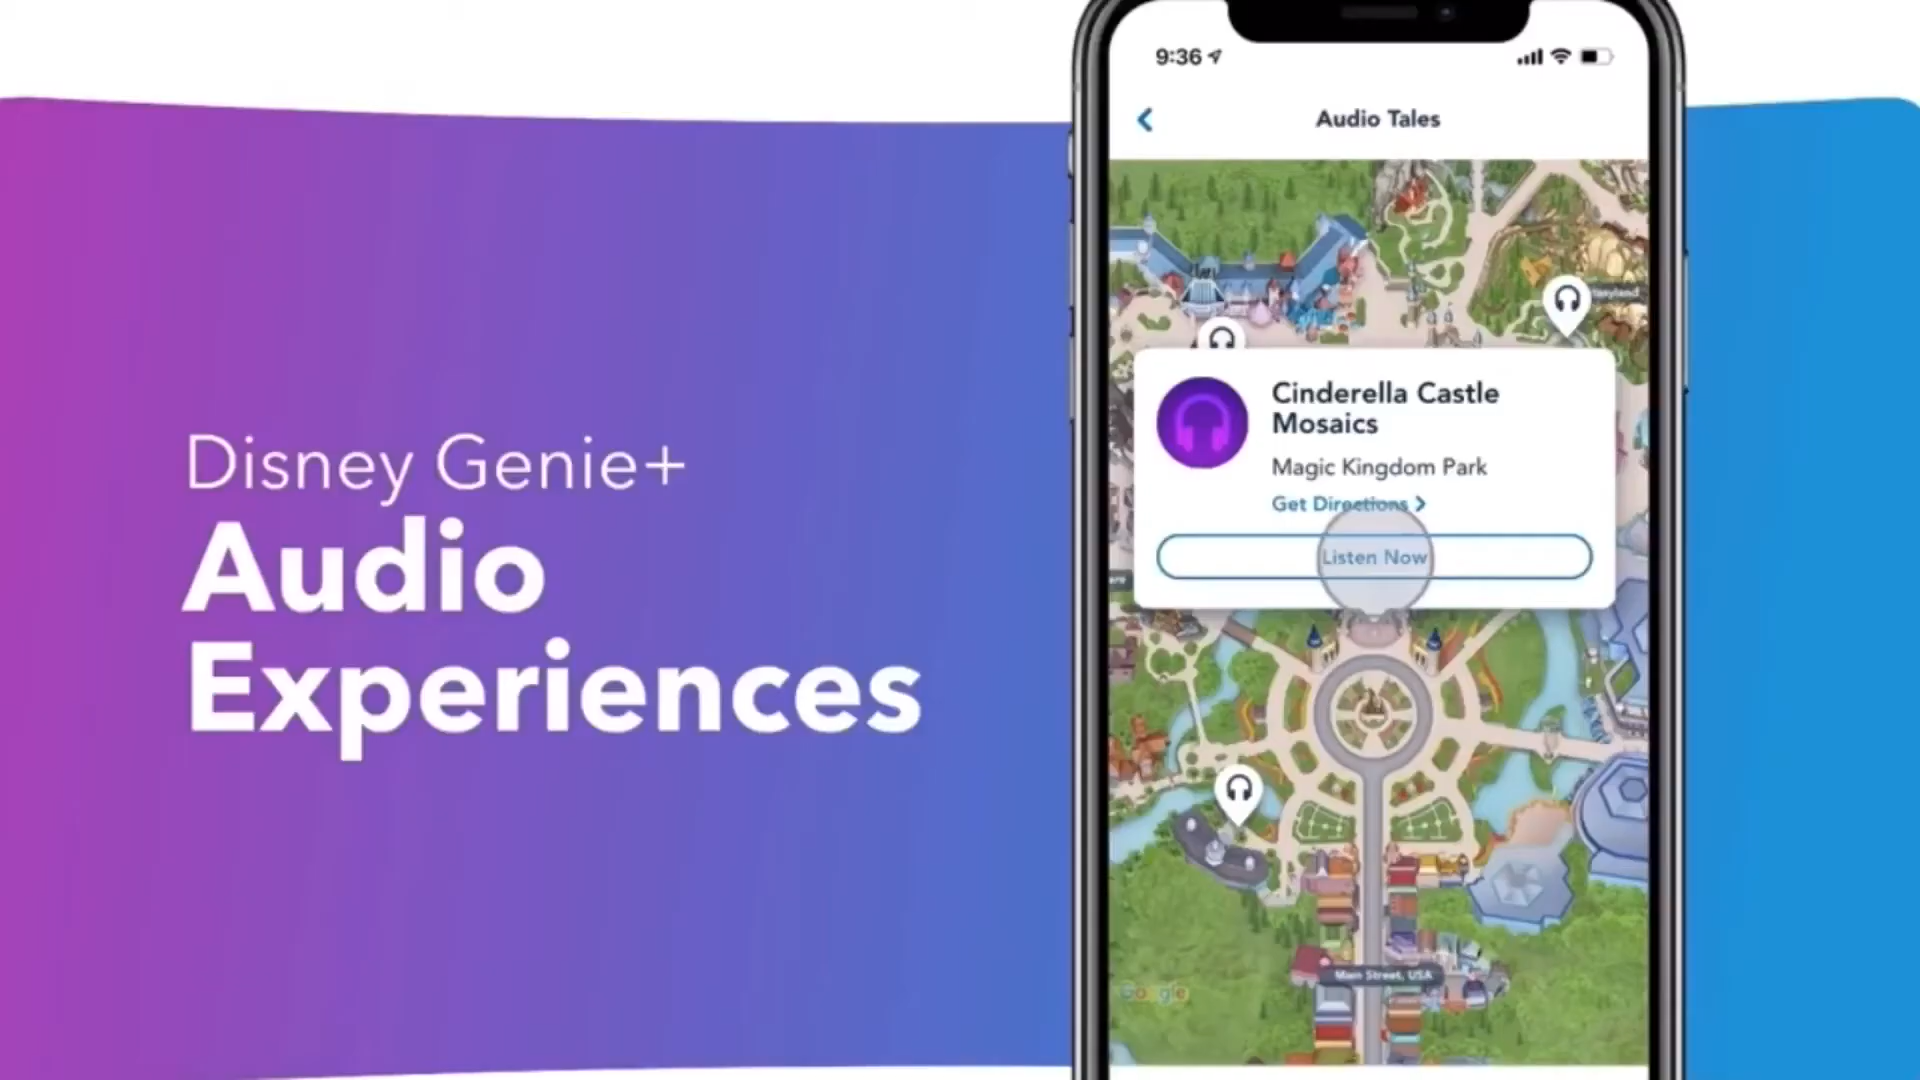 Disney Genie+
Audio
Experiences
9:36
Audio Tales
Cinderella Castle
Mosaics
Magic Kingdom Park
Get Directions
Listen Now
Main Street, USA
Google